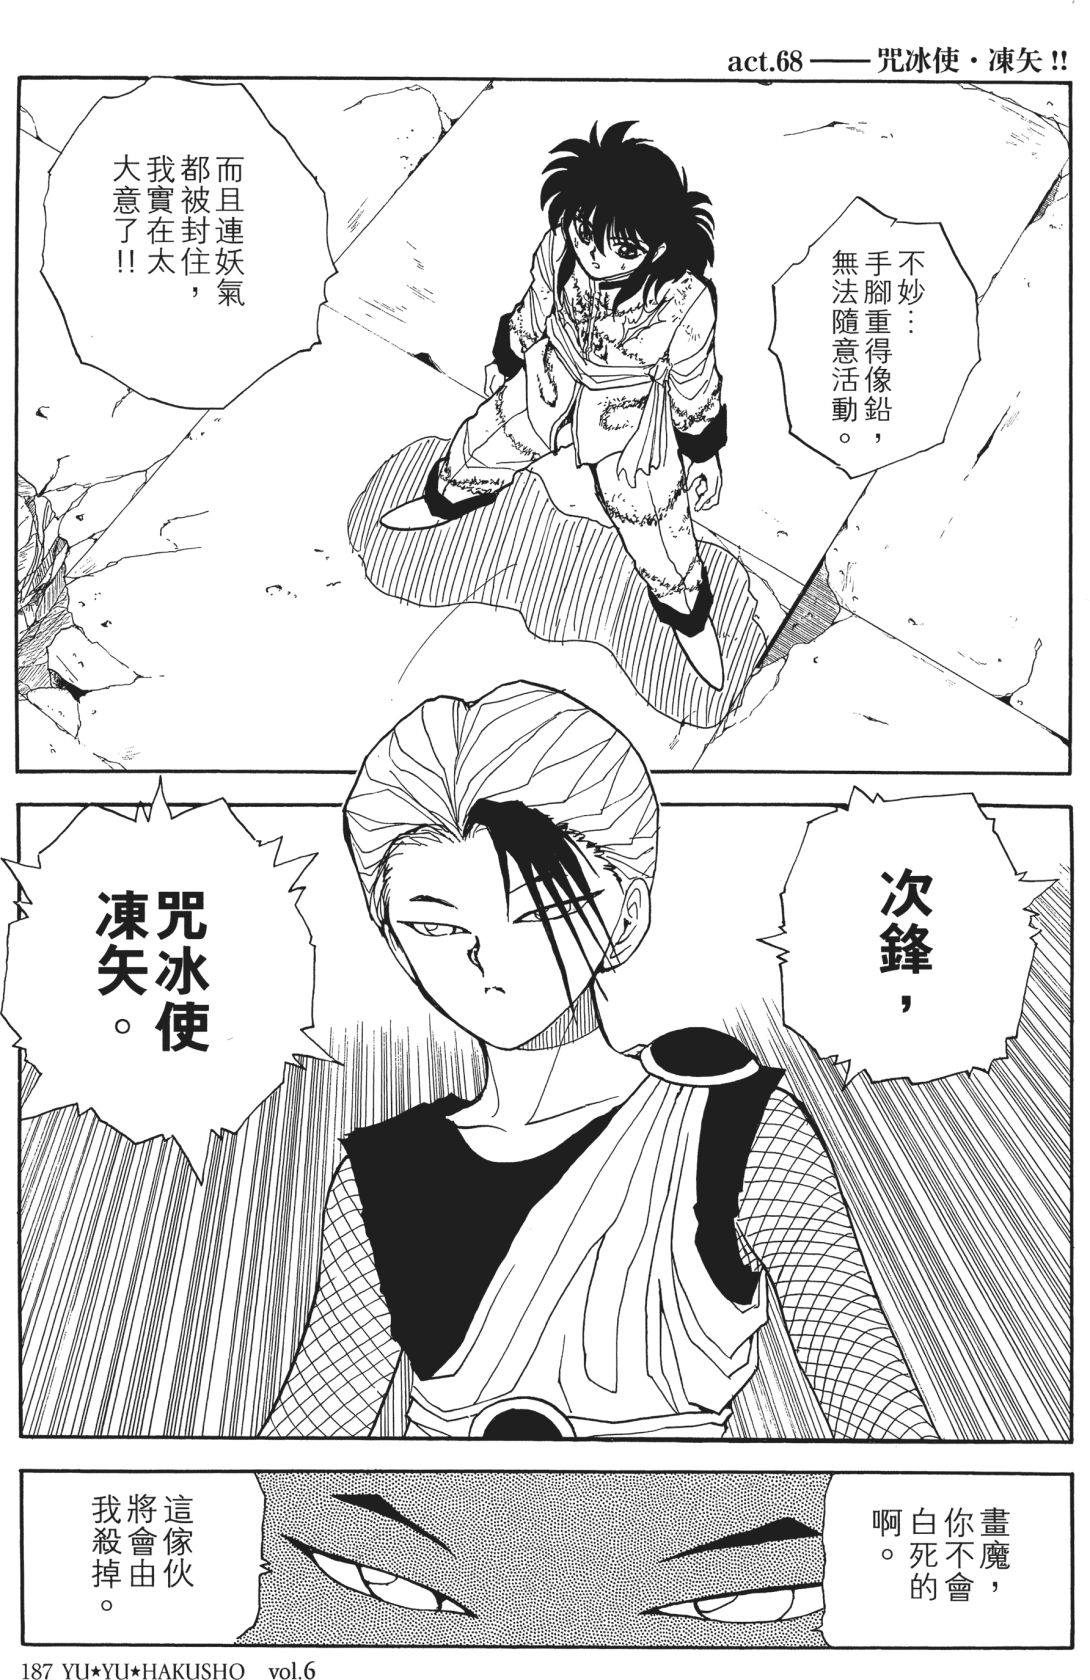 act.68——咒冰使・凍矢!!
不妙…
手腳重得像鉛，
無法隨意活動。
而且連妖氣
都被封住，
我實在太
大意了!!
次鋒，
咒冰使
凍矢。
畫魔，
你不會
白死的
啊。
這傢伙
將會由
我殺掉。
187 YU★YU★HAKUSHO vol.6